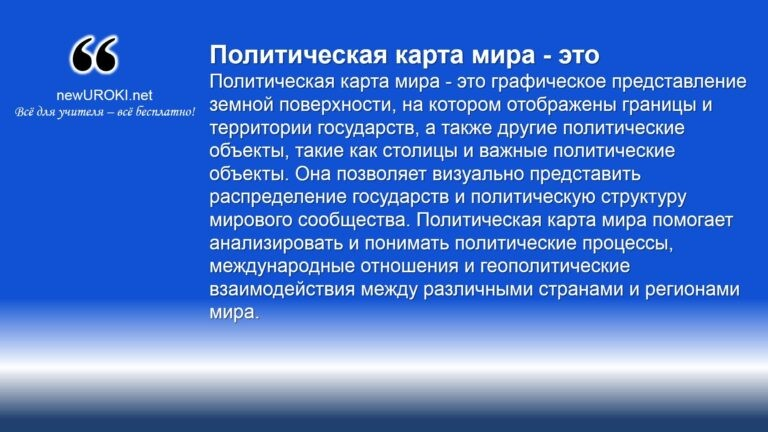 “
newUROKI.net
Всё для учителя – всё бесплатно!
Политическая карта мира - это
Политическая карта мира - это графическое представление
земной поверхности, на котором отображены границы и
территории государств, а также другие политические
объекты, такие как столицы и важные политические
объекты. Она позволяет визуально представить
распределение государств и политическую структуру
мирового сообщества. Политическая карта мира помогает
анализировать и понимать политические процессы,
международные отношения и геополитические
взаимодействия между различными странами и регионами
мира.